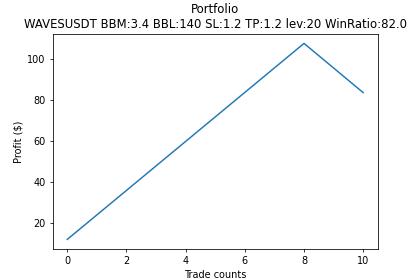 Portfolio
WAVESUSDT BBM:3.4 BBL:140 SL:1.2 TP:1.2 lev:20 WinRatio:82.0
Profit ($)
100
80
60
40
20
0 2 4 6 8 10
Trade counts